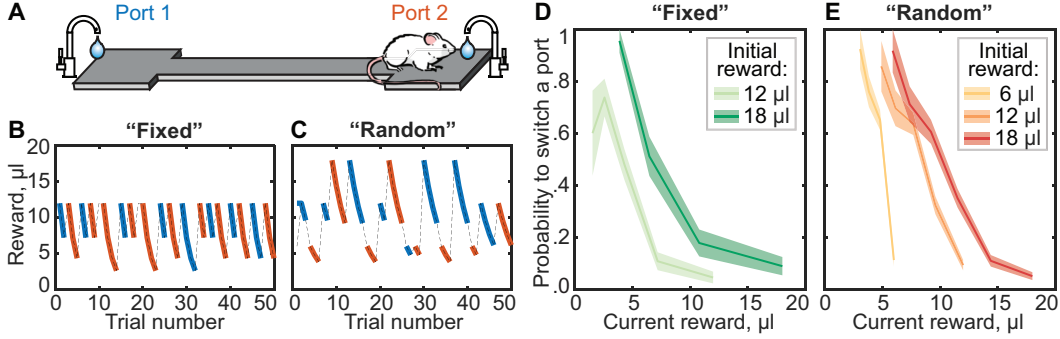 A
Port 1
Port 2
B
"Fixed"
20
15
10
5
0
Reward, µl
0
10
20
30
40
50
Trial number
C
"Random"
0
10
20
30
40
50
Trial number
D
"Fixed"
1
.8
.6
.4
.2
0
Probability to switch a port
Initial
reward:
12 µl
18 µl
0
5
10
15
20
Current reward, µl
E
"Random"
Initial
reward:
6 µl
12 µl
18 µl
0
5
10
15
20
Current reward, µl